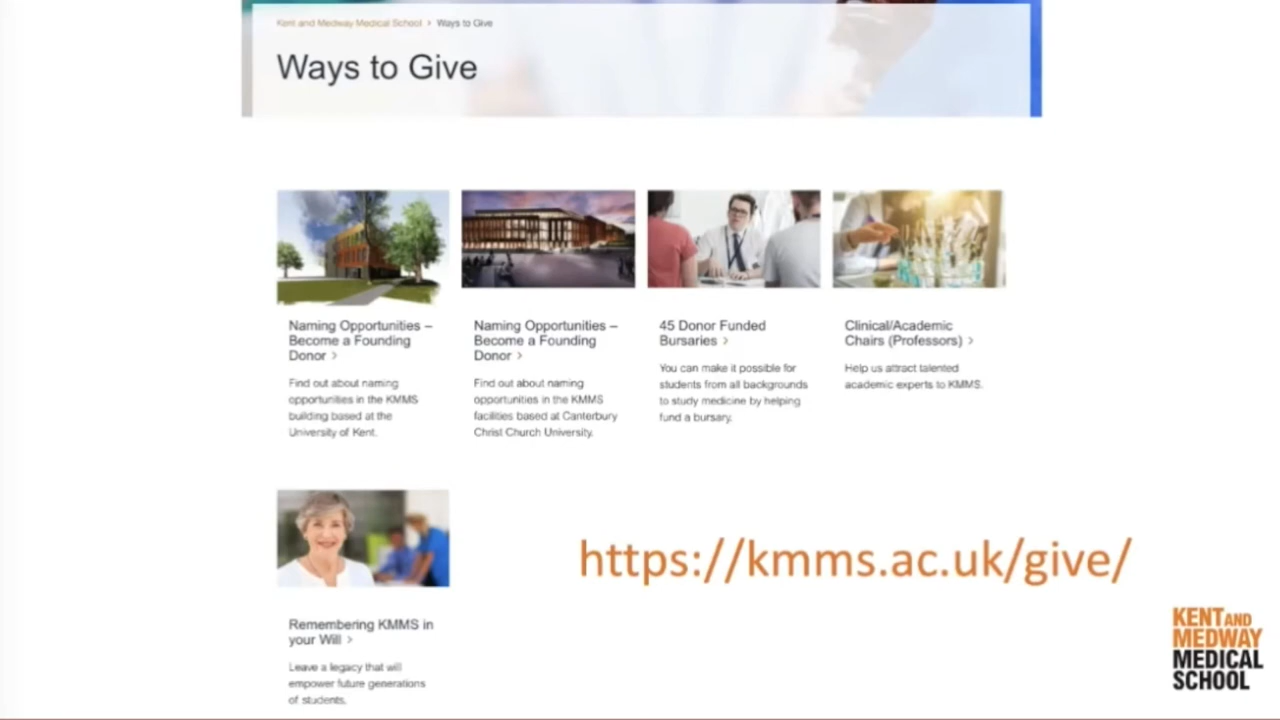 Kent and Medway Medical School > Ways to Give
Ways to Give
Naming Opportunities –
Become a Founding
Donor >
Find out about naming
opportunities in the KMMS
building based at the
University of Kent.
Naming Opportunities –
Become a Founding
Donor >
Find out about naming
opportunities in the KMMS
facilities based at Canterbury
Christ Church University.
45 Donor Funded
Bursaries >
You can make it possible for
students from all backgrounds
to study medicine by helping
fund a bursary.
Clinical/Academic
Chairs (Professors) >
Help us attract talented
academic experts to KMMS.
Remembering KMMS in
your Will >
Leave a legacy that will
empower future generations
of students.
https://kmms.ac.uk/give/
KENT AND
MEDWAY
MEDICAL
SCHOOL